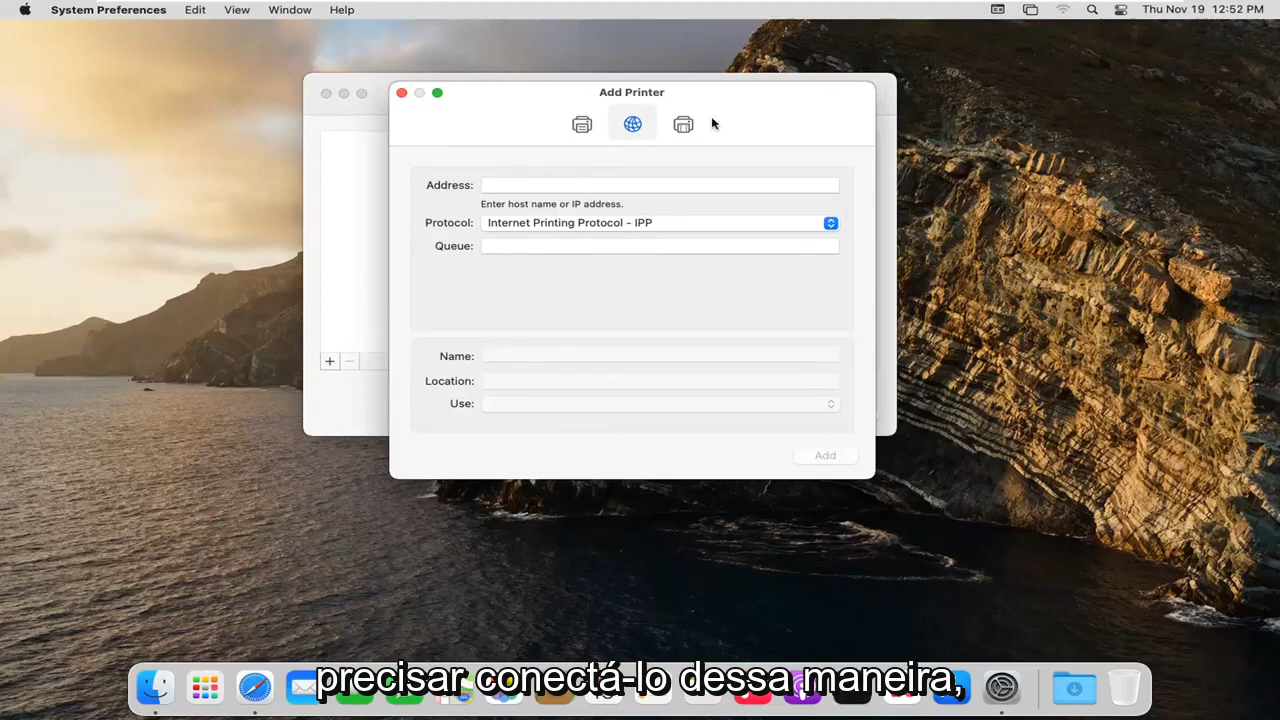 System Preferences Edit View Window Help Thu Nov 19 12:52 PM
Add Printer
Address:
Enter host name or IP address.
Protocol: Internet Printing Protocol – IPP
Queue:
Name:
Location:
Use:
Add
precisar conectá-lo dessa maneira,